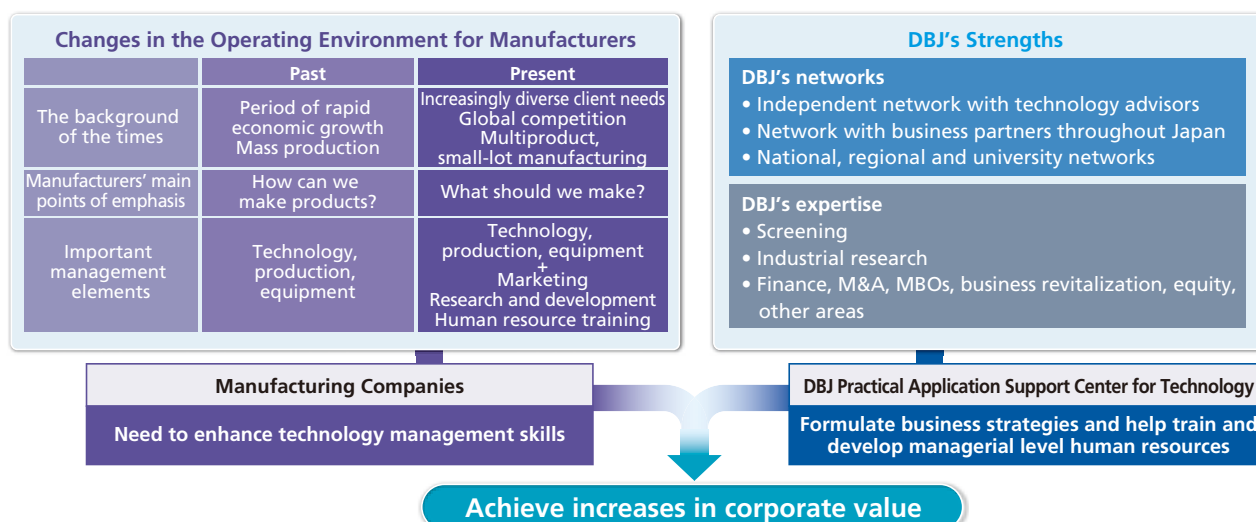 Changes in the Operating Environment for Manufacturers
Past
Present
The background
of the times
Period of rapid
economic growth
Mass production
Increasingly diverse client needs
Global competition
Multiproduct,
small-lot manufacturing
Manufacturers' main
points of emphasis
How can we
make products?
What should we make?
Important
management
elements
Technology,
production,
equipment
Technology,
production, equipment
+
Marketing
Research and development
Human resource training
DBJ's Strengths
DBJ's networks
• Independent network with technology advisors
• Network with business partners throughout Japan
• National, regional and university networks
DBJ's expertise
• Screening
• Industrial research
• Finance, M&A, MBOs, business revitalization, equity,
other areas
Manufacturing Companies
Need to enhance technology management skills
DBJ Practical Application Support Center for Technology
Formulate business strategies and help train and
develop managerial level human resources
Achieve increases in corporate value